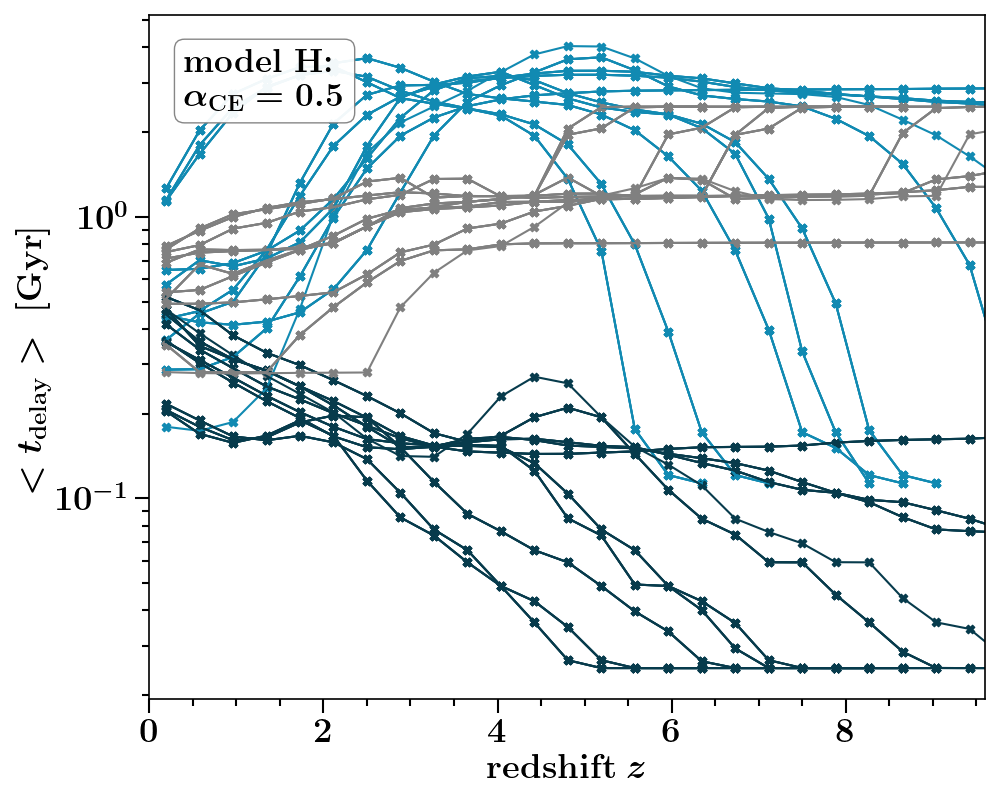 model H:
α_CE = 0.5
< t_delay > [Gyr]
10^0
10^−1
0 2 4 6 8
redshift z